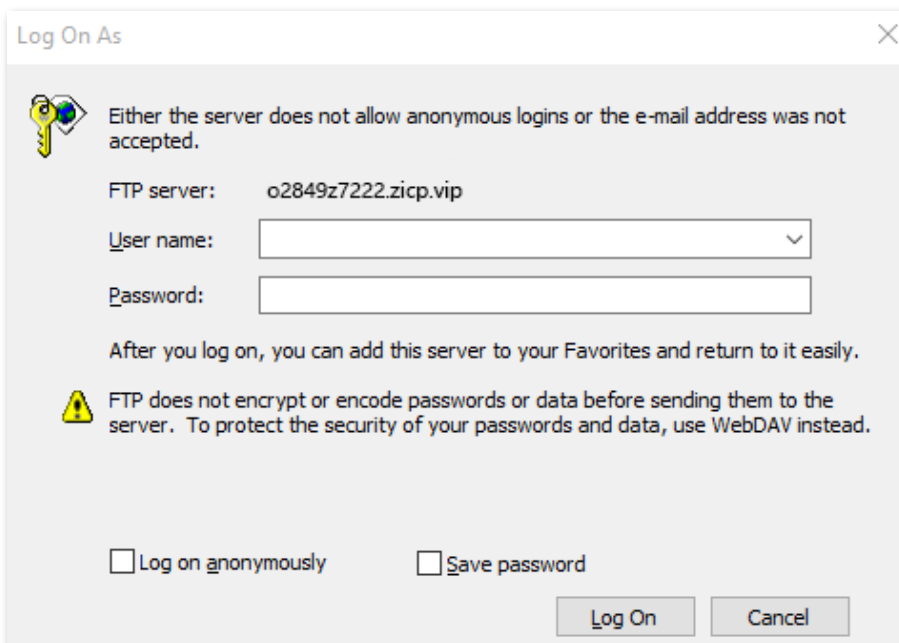 Log On As
Either the server does not allow anonymous logins or the e-mail address was not
accepted.
FTP server: o2849z7222.zicp.vip
User name:
Password:
After you log on, you can add this server to your Favorites and return to it easily.
FTP does not encrypt or encode passwords or data before sending them to the
server.  To protect the security of your passwords and data, use WebDAV instead.
Log on anonymously Save password
Log On Cancel